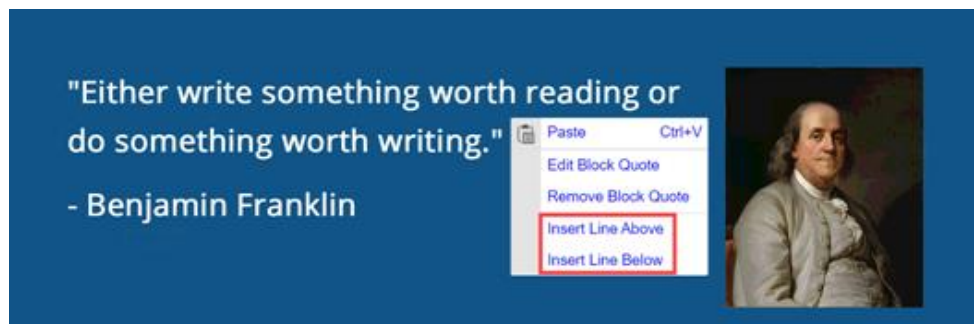 "Either write something worth reading or
do something worth writing."
- Benjamin Franklin
Paste Ctrl+V
Edit Block Quote
Remove Block Quote
Insert Line Above
Insert Line Below